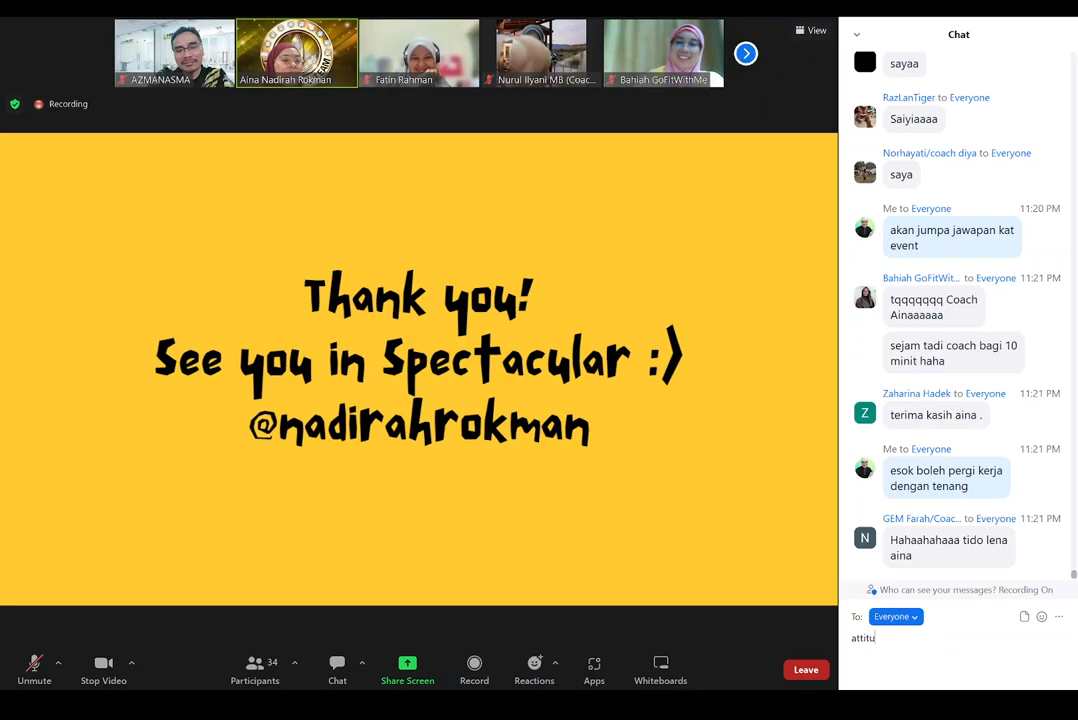 AZMANASMA
Aina Nadirah Rokman
Fatin Rahman
Nurul Ilyani MB (Coac...
Bahiah GoFitWithMe
View
Recording
Thank you!
See you in Spectacular :)
@nadirahrokman
Unmute
Stop Video
34
Participants
Chat
Share Screen
Record
Reactions
Apps
Whiteboards
Leave
Chat
sayaa
RazLanTiger to Everyone
Saiyiaaaa
Norhayati/coach diya to Everyone
saya
Me to Everyone 11:20 PM
akan jumpa jawapan kat
event
Bahiah GoFitWit... to Everyone 11:21 PM
tqqqqqqq Coach
Ainaaaaaa
sejam tadi coach bagi 10
minit haha
Zaharina Hadek to Everyone 11:21 PM
Z
terima kasih aina .
Me to Everyone 11:21 PM
esok boleh pergi kerja
dengan tenang
GEM Farah/Coac... to Everyone 11:21 PM
N
Hahaahahaaa tido lena
aina
Who can see your messages? Recording On
To: Everyone
attitu